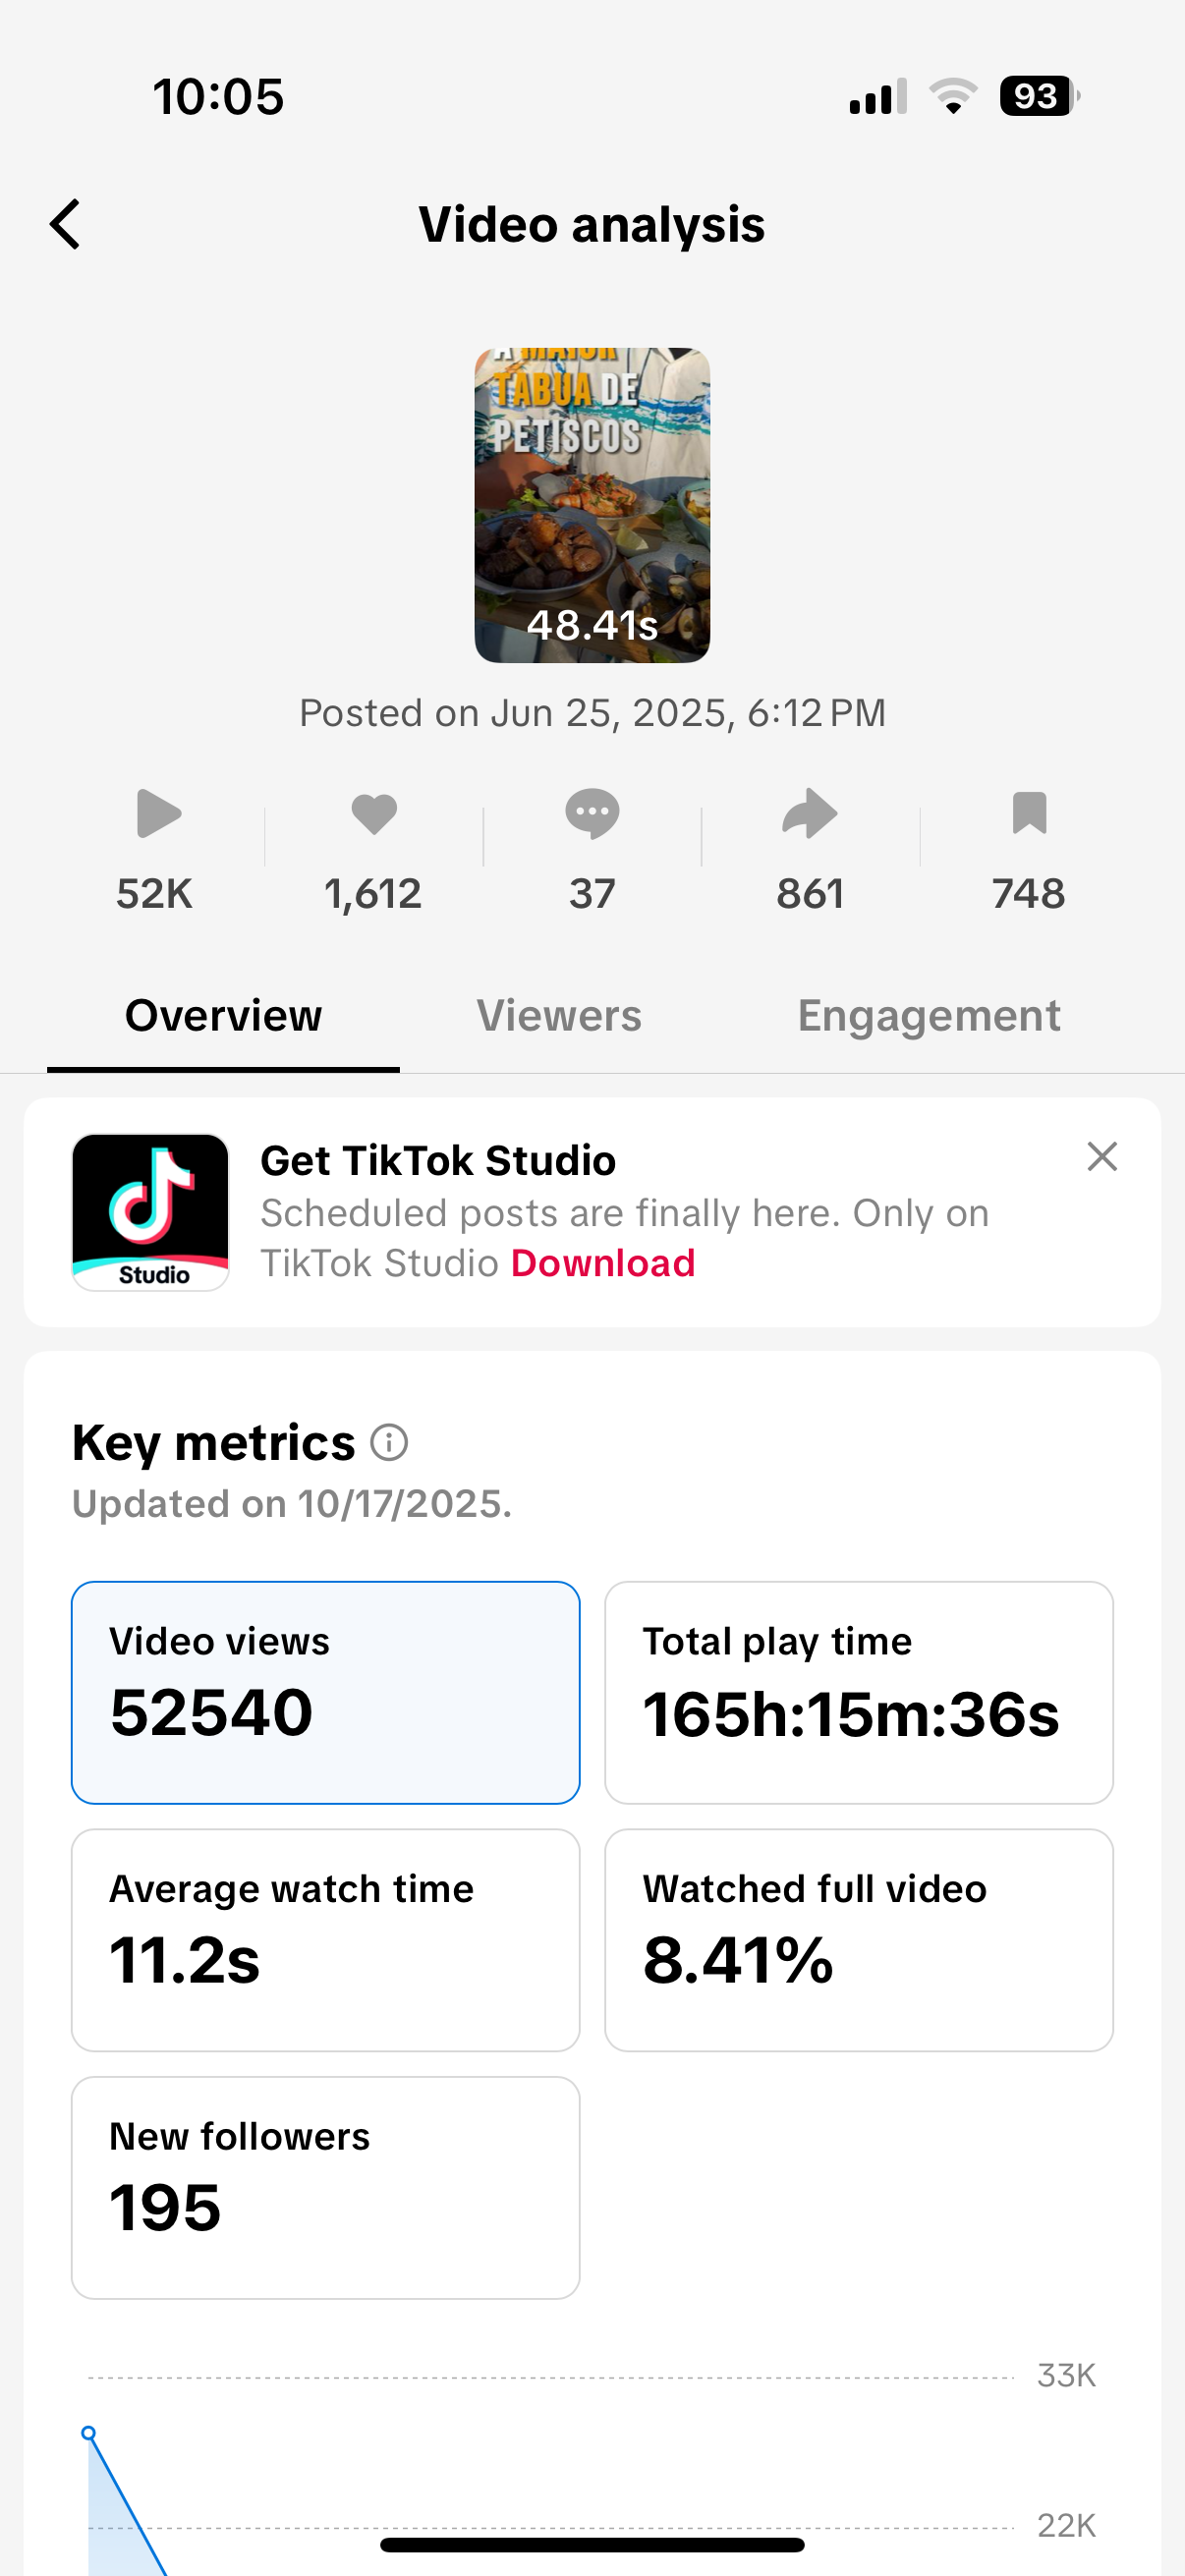 10:05
93
Video analysis
A MAIOR
TABUA DE
PETISCOS
48.41s
Posted on Jun 25, 2025, 6:12 PM
52K
1,612
37
861
748
Overview
Viewers
Engagement
Get TikTok Studio
Scheduled posts are finally here. Only on
TikTok Studio Download
Studio
Key metrics
Updated on 10/17/2025.
Video views
52540
Total play time
165h:15m:36s
Average watch time
11.2s
Watched full video
8.41%
New followers
195
33K
22K